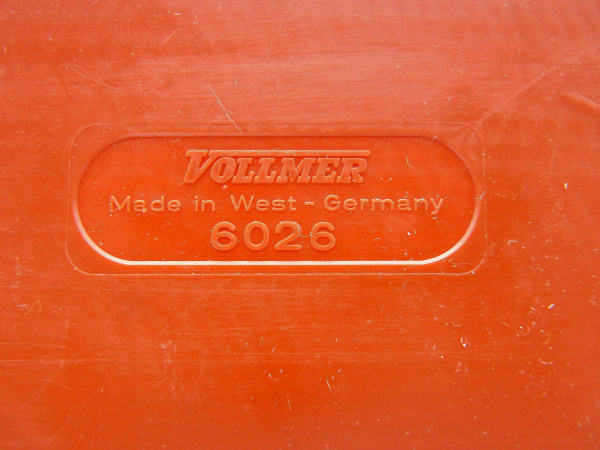 VOLLMER
Made in West - Germany
6026